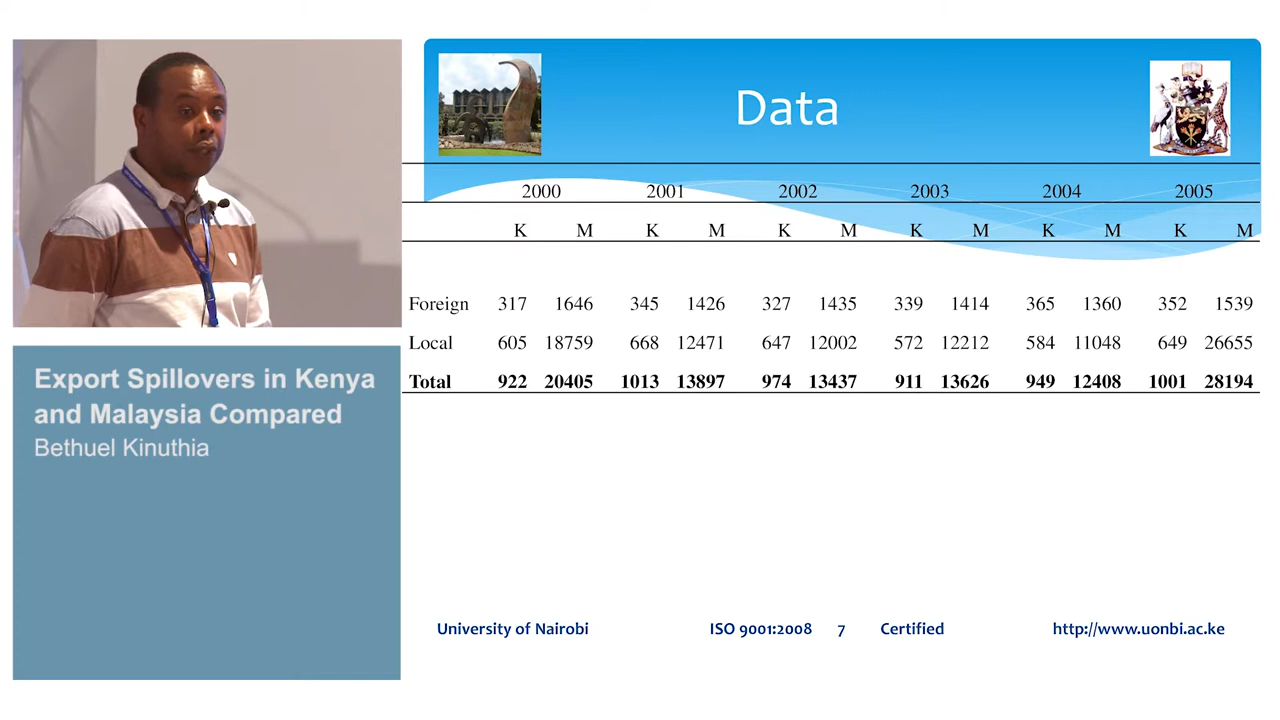 Data
2000 2001 2002 2003 2004 2005
K M K M K M K M K M K M
Foreign 317 1646 345 1426 327 1435 339 1414 365 1360 352 1539
Local 605 18759 668 12471 647 12002 572 12212 584 11048 649 26655
Total 922 20405 1013 13897 974 13437 911 13626 949 12408 1001 28194
Export Spillovers in Kenya
and Malaysia Compared
Bethuel Kinuthia
University of Nairobi ISO 9001:2008 7 Certified http://www.uonbi.ac.ke